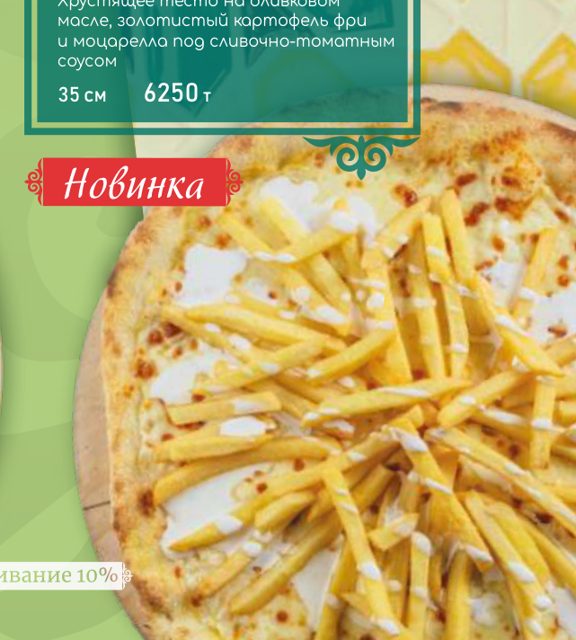 Хрустящее тесто на оливковом
масле, золотистый картофель фри
и моцарелла под сливочно-томатным
соусом
35 см 6250 т
Новинка
ивание 10%